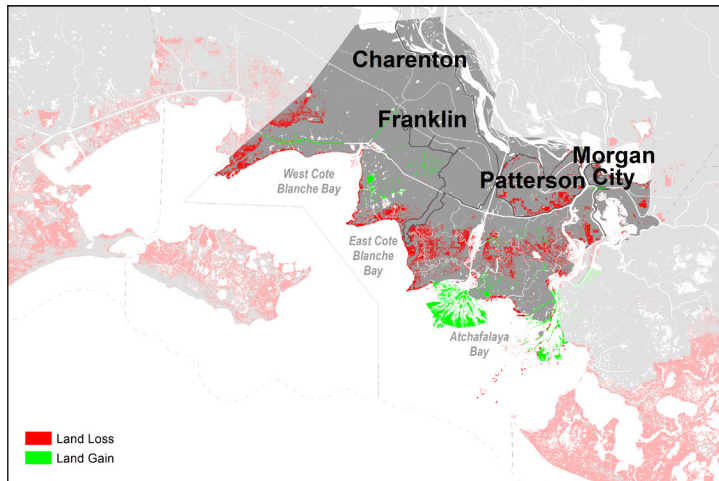 Charenton
Franklin
Morgan
City
Patterson
West Cote
Blanche Bay
East Cote
Blanche
Bay
Atchafalaya
Bay
Land Loss
Land Gain